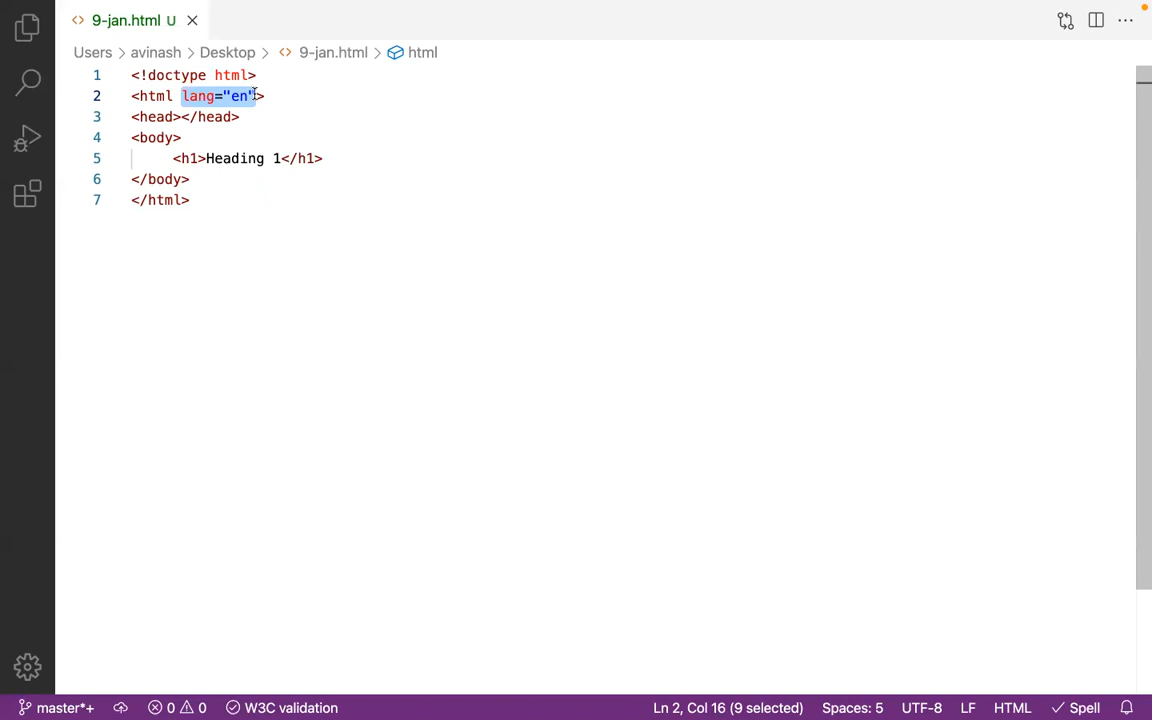 9-jan.html U
Users > avinash > Desktop > 9-jan.html > html
1 <!doctype html>
2 <html lang="en">
3 <head></head>
4 <body>
5 <h1>Heading 1</h1>
6 </body>
7 </html>
master*+ 0 0 W3C validation Ln 2, Col 16 (9 selected) Spaces: 5 UTF-8 LF HTML Spell